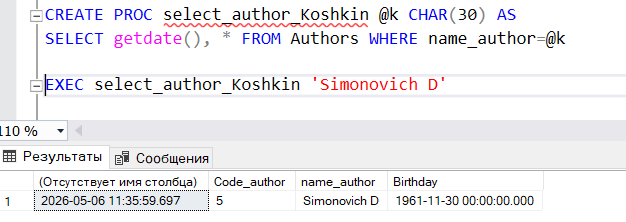 CREATE PROC select_author_Koshkin @k CHAR(30) AS
SELECT getdate(), * FROM Authors WHERE name_author=@k
EXEC select_author_Koshkin 'Simonovich D'
110 %
Результаты Сообщения
(Отсутствует имя столбца) Code_author name_author Birthday
1 2026-05-06 11:35:59.697 5 Simonovich D 1961-11-30 00:00:00.000